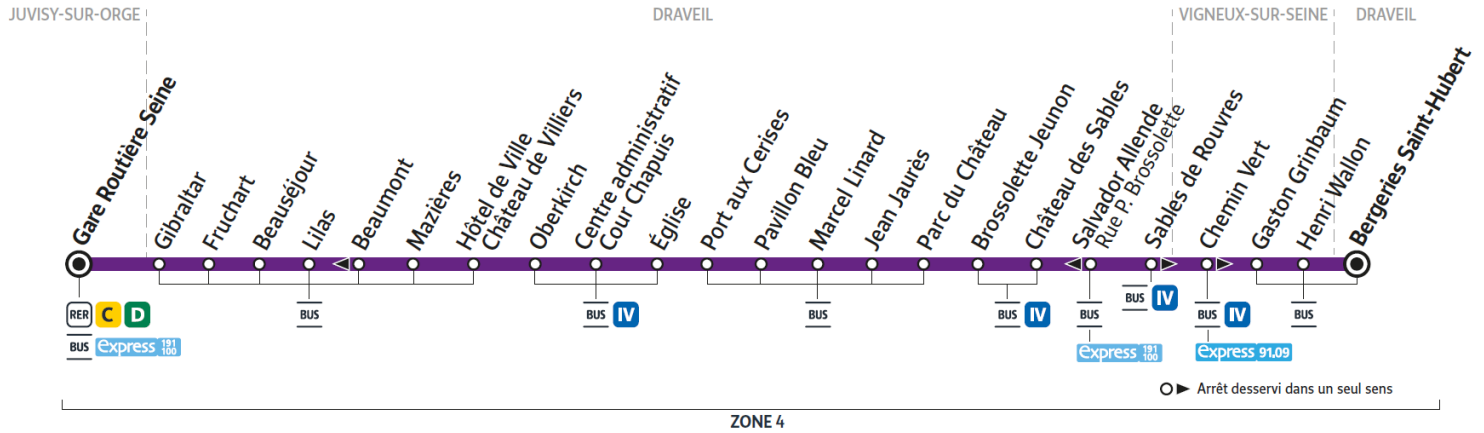 JUVISY-SUR-ORGE
DRAVEIL
VIGNEUX-SUR-SEINE
DRAVEIL
Gare Routière Seine
Gibraltar
Fruchart
Beauséjour
Lilas
Beaumont
Mazières
Hôtel de Ville
Château de Villiers
Oberkirch
Centre administratif
Cour Chapuis
Église
Port aux Cerises
Pavillon Bleu
Marcel Linard
Jean Jaurès
Parc du Château
Brossolette Jeunon
Château des Sables
Salvador Allende
Rue P. Brossolette
Sables de Rouvres
Chemin Vert
Gaston Grinbaum
Henri Wallon
Bergeries Saint-Hubert
RER C D
BUS express 191 100
BUS
BUS IV
BUS
BUS IV
BUS
express 191 100
BUS IV
BUS IV
express 91.09
BUS
Arrêt desservi dans un seul sens
ZONE 4